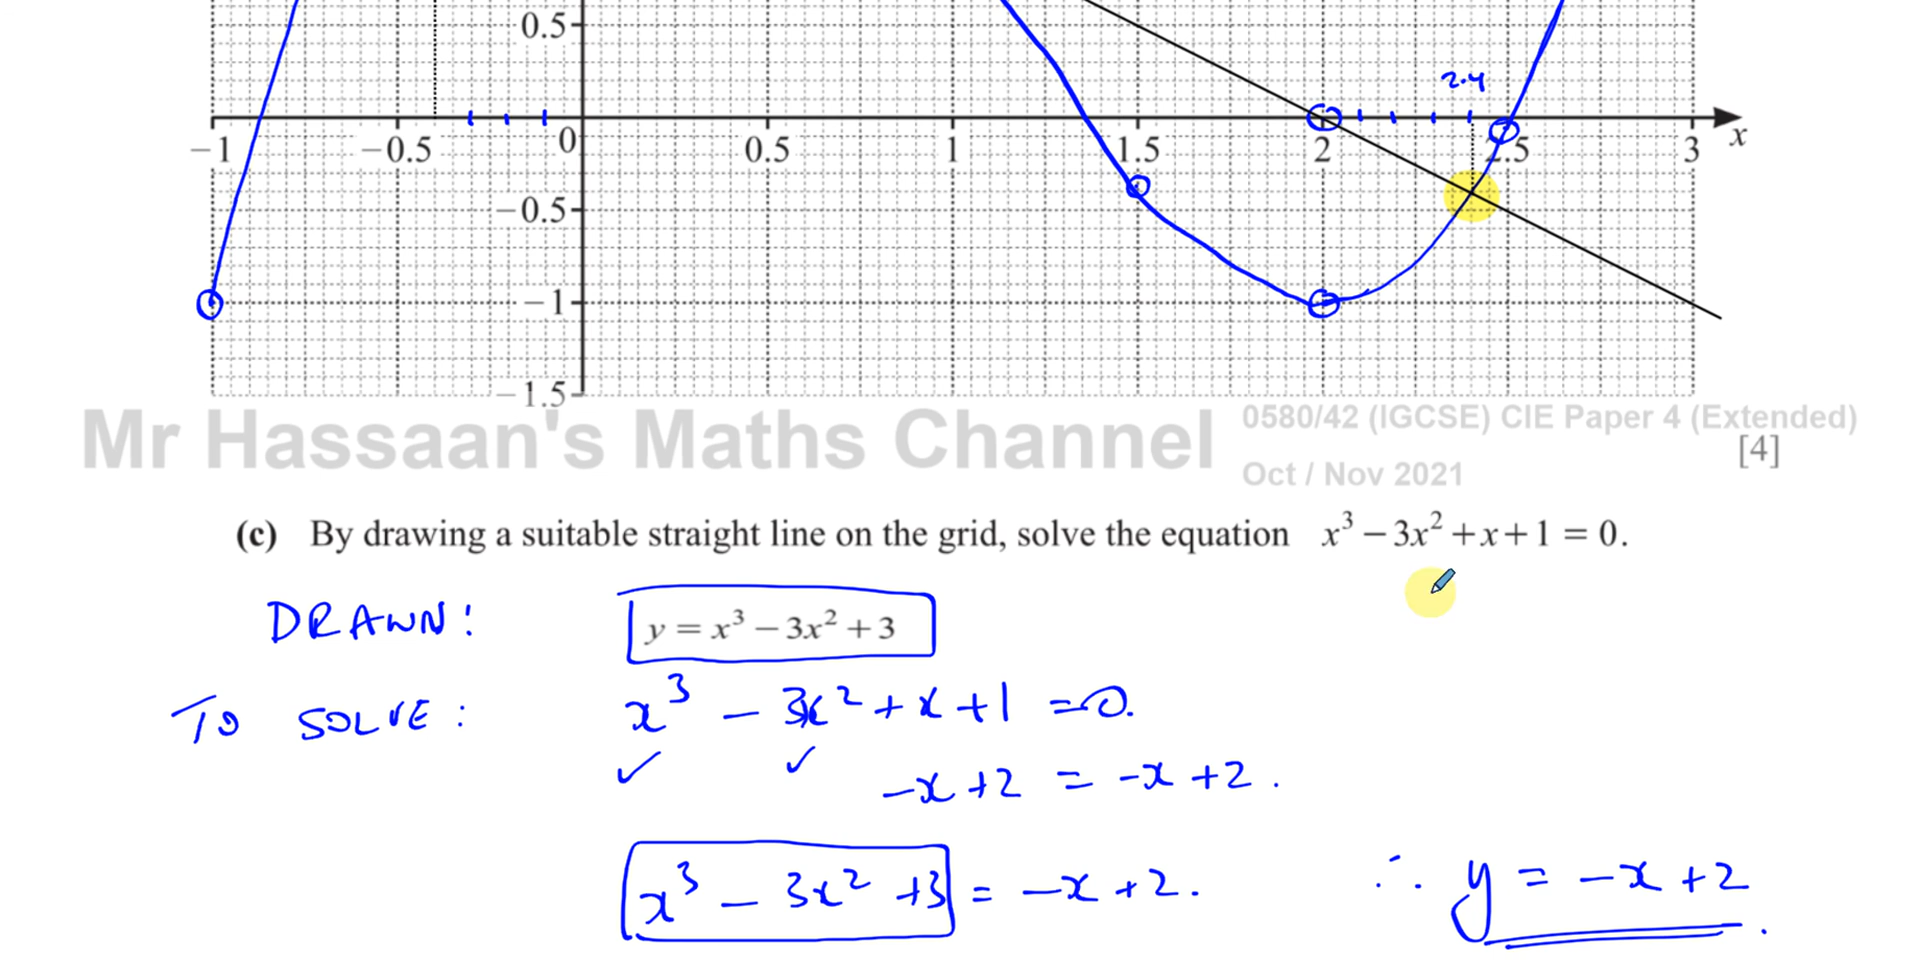 0.5
2.4
−1 −0.5 0 0.5 1 1.5 2 2.5 3 x
−0.5
−1
−1.5
Mr Hassaan's Maths Channel
0580/42 (IGCSE) CIE Paper 4 (Extended)
[4]
Oct / Nov 2021
(c) By drawing a suitable straight line on the grid, solve the equation x³ − 3x² + x + 1 = 0.
DRAWN: y = x³ − 3x² + 3
TO SOLVE: x³ − 3x² + x + 1 = 0.
✓ ✓ −x + 2 = −x + 2.
x³ − 3x² + 3 = −x + 2. ∴ y = −x + 2.